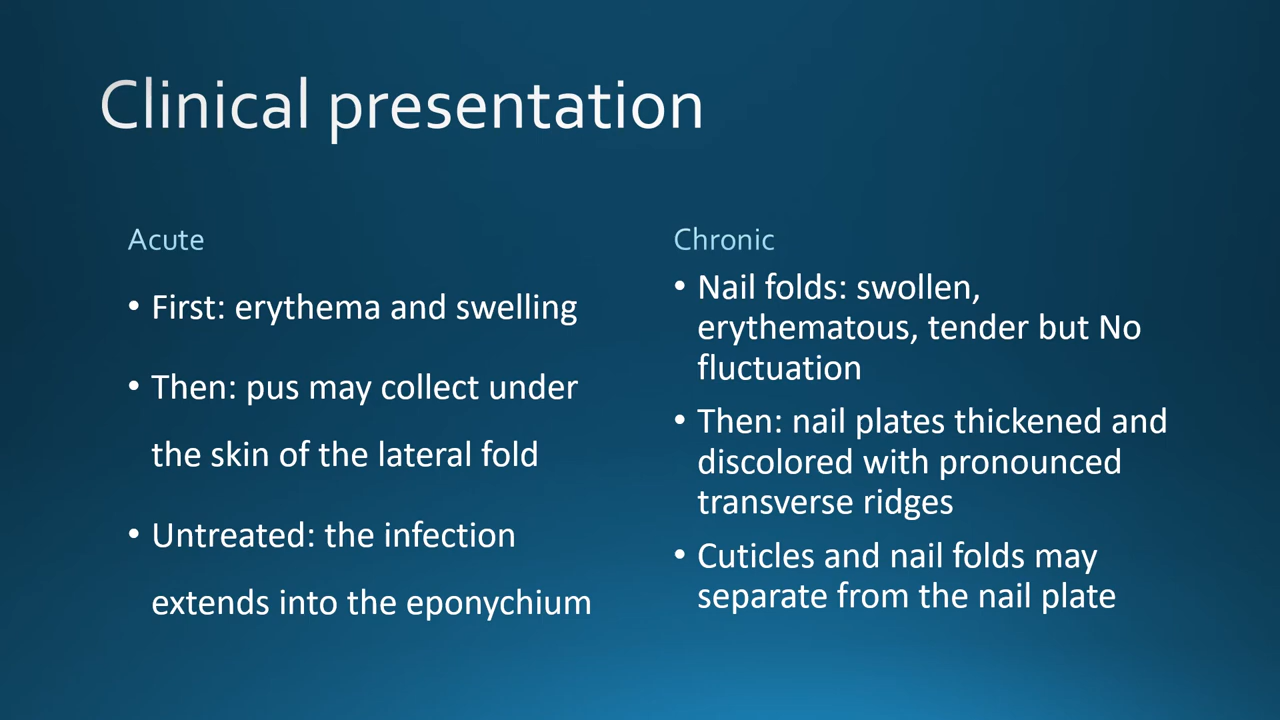 Clinical presentation
Acute
• First: erythema and swelling
• Then: pus may collect under
the skin of the lateral fold
• Untreated: the infection
extends into the eponychium
Chronic
• Nail folds: swollen,
erythematous, tender but No
fluctuation
• Then: nail plates thickened and
discolored with pronounced
transverse ridges
• Cuticles and nail folds may
separate from the nail plate